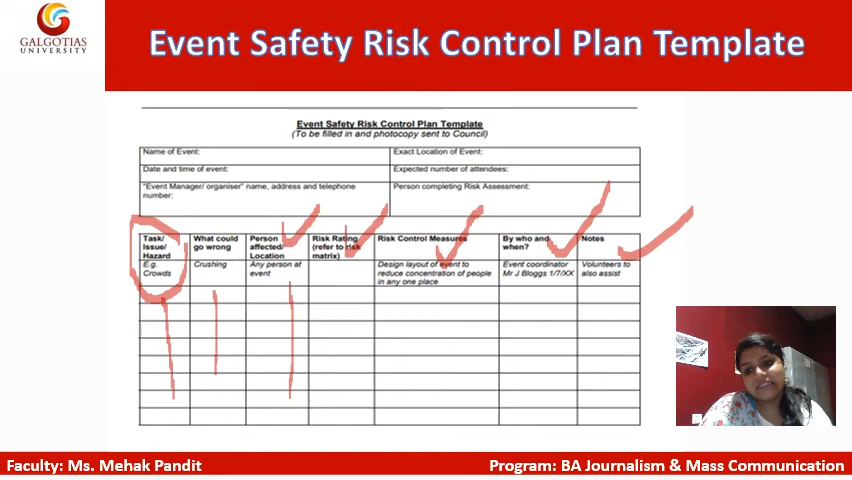 GALGOTIAS
UNIVERSITY
Event Safety Risk Control Plan Template
Event Safety Risk Control Plan Template
(To be filled in and photocopy sent to Council)
Name of Event:
Exact Location of Event:
Date and time of event:
Expected number of attendees:
"Event Manager/ organiser" name, address and telephone
number:
Person completing Risk Assessment:
Task/
Issue/
Hazard
What could
go wrong
Person
affected/
Location
Risk Rating
(refer to risk
matrix)
Risk Control Measures
By who and
when?
Notes
E.g.
Crowds
Crushing
Any person at
event
Design layout of event to
reduce concentration of people
in any one place
Event coordinator
Mr J Bloggs 1/7/XX
Volunteers to
also assist
Faculty: Ms. Mehak Pandit
Program: BA Journalism & Mass Communication